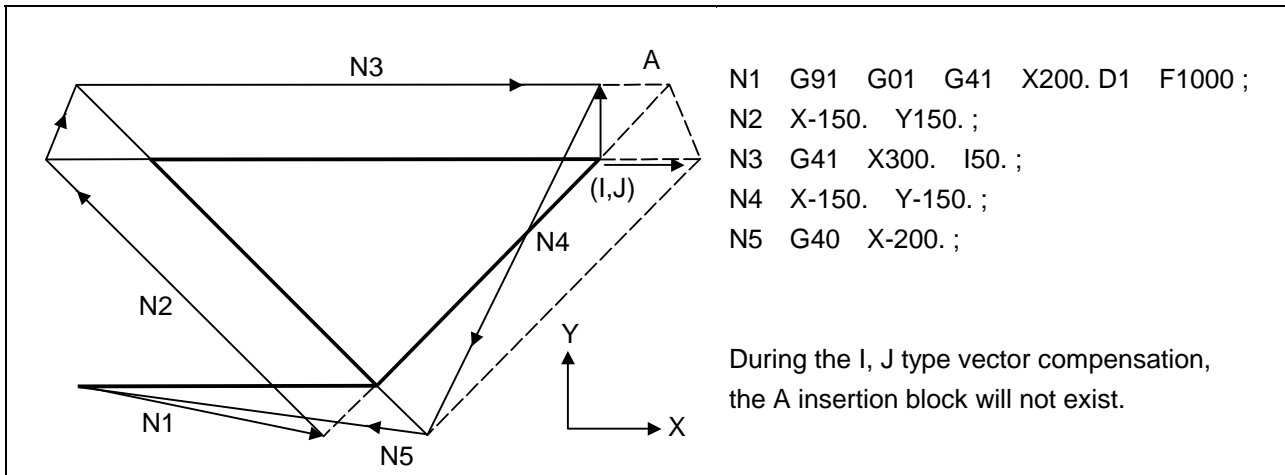 N3
A
(I,J)
N4
N2
N1
N5
Y
X
N1 G91 G01 G41 X200. D1 F1000 ;
N2 X-150. Y150. ;
N3 G41 X300. I50. ;
N4 X-150. Y-150. ;
N5 G40 X-200. ;
During the I, J type vector compensation,
the A insertion block will not exist.